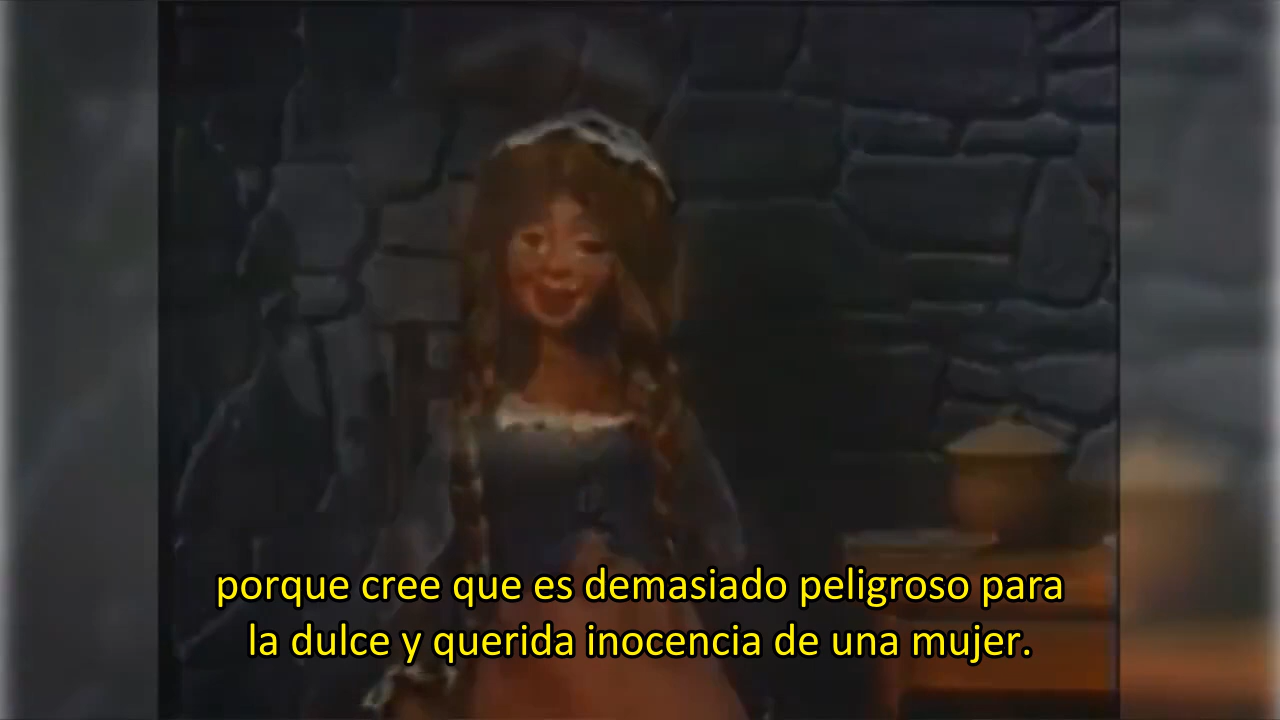 porque cree que es demasiado peligroso para
la dulce y querida inocencia de una mujer.